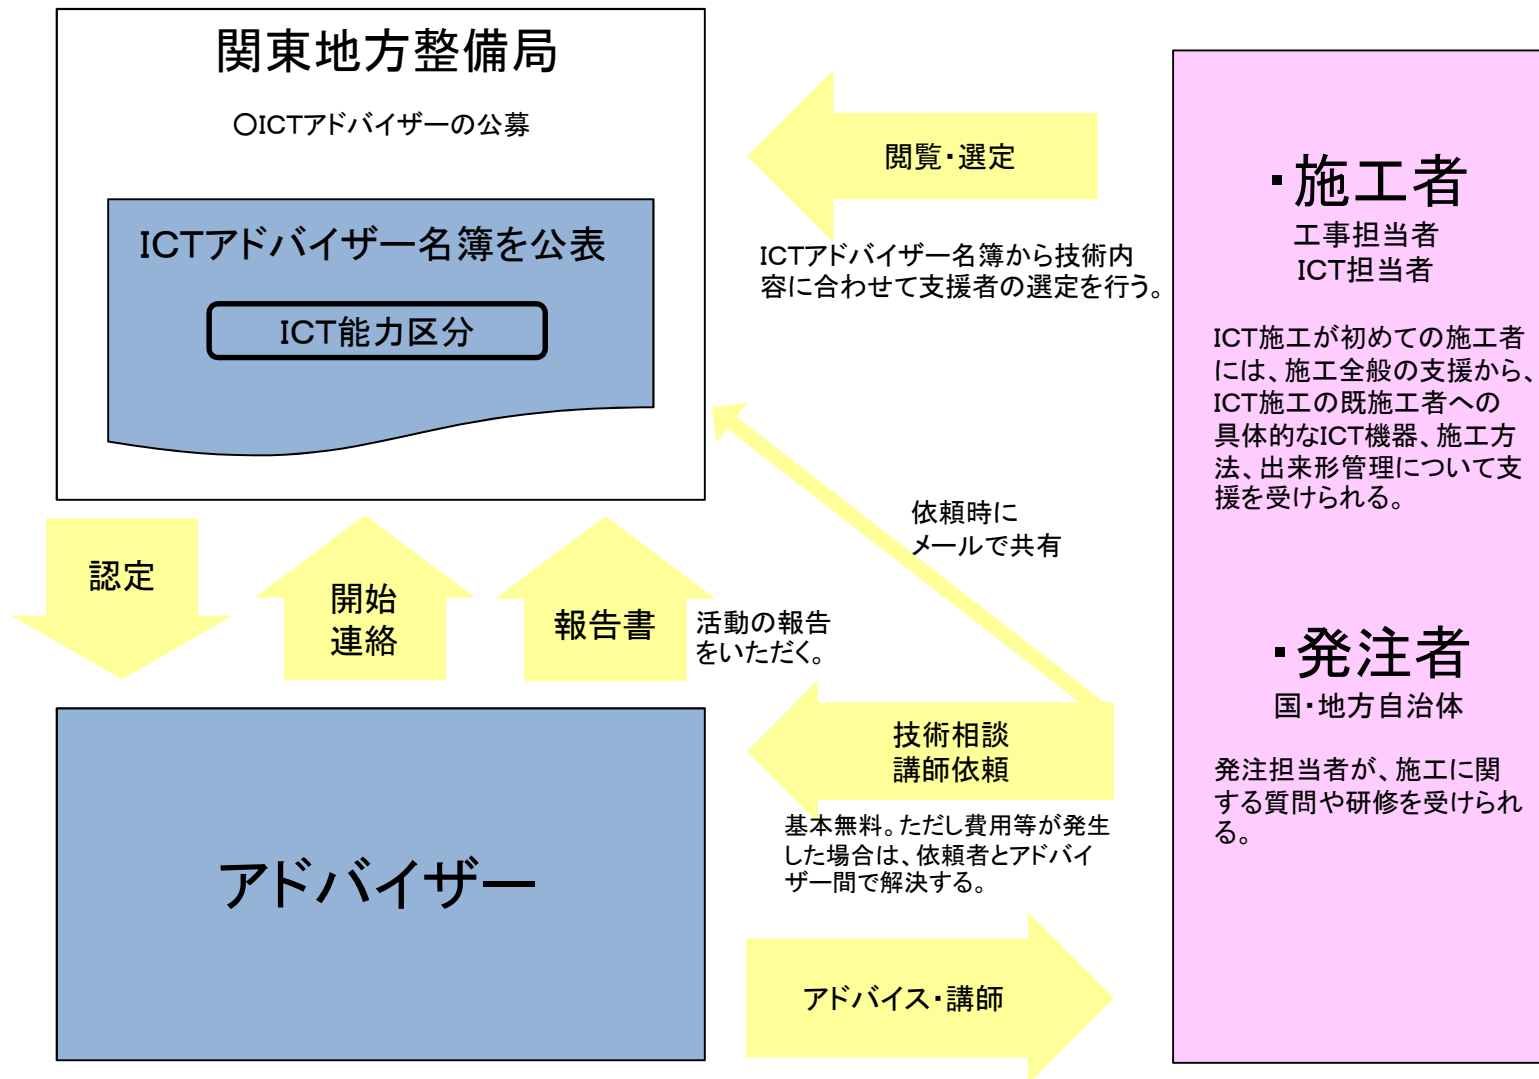 関東地方整備局
○ICTアドバイザーの公募
ICTアドバイザー名簿を公表
ICT能力区分
閲覧・選定
ICTアドバイザー名簿から技術内
容に合わせて支援者の選定を行う。
依頼時に
メールで共有
認定
開始
連絡
報告書
活動の報告
をいただく。
アドバイザー
技術相談
講師依頼
基本無料。ただし費用等が発生
した場合は、依頼者とアドバイ
ザー間で解決する。
アドバイス・講師
・施工者
工事担当者
ICT担当者
ICT施工が初めての施工者
には、施工全般の支援から、
ICT施工の既施工者への
具体的なICT機器、施工方
法、出来形管理について支
援を受けられる。
・発注者
国・地方自治体
発注担当者が、施工に関
する質問や研修を受けられ
る。